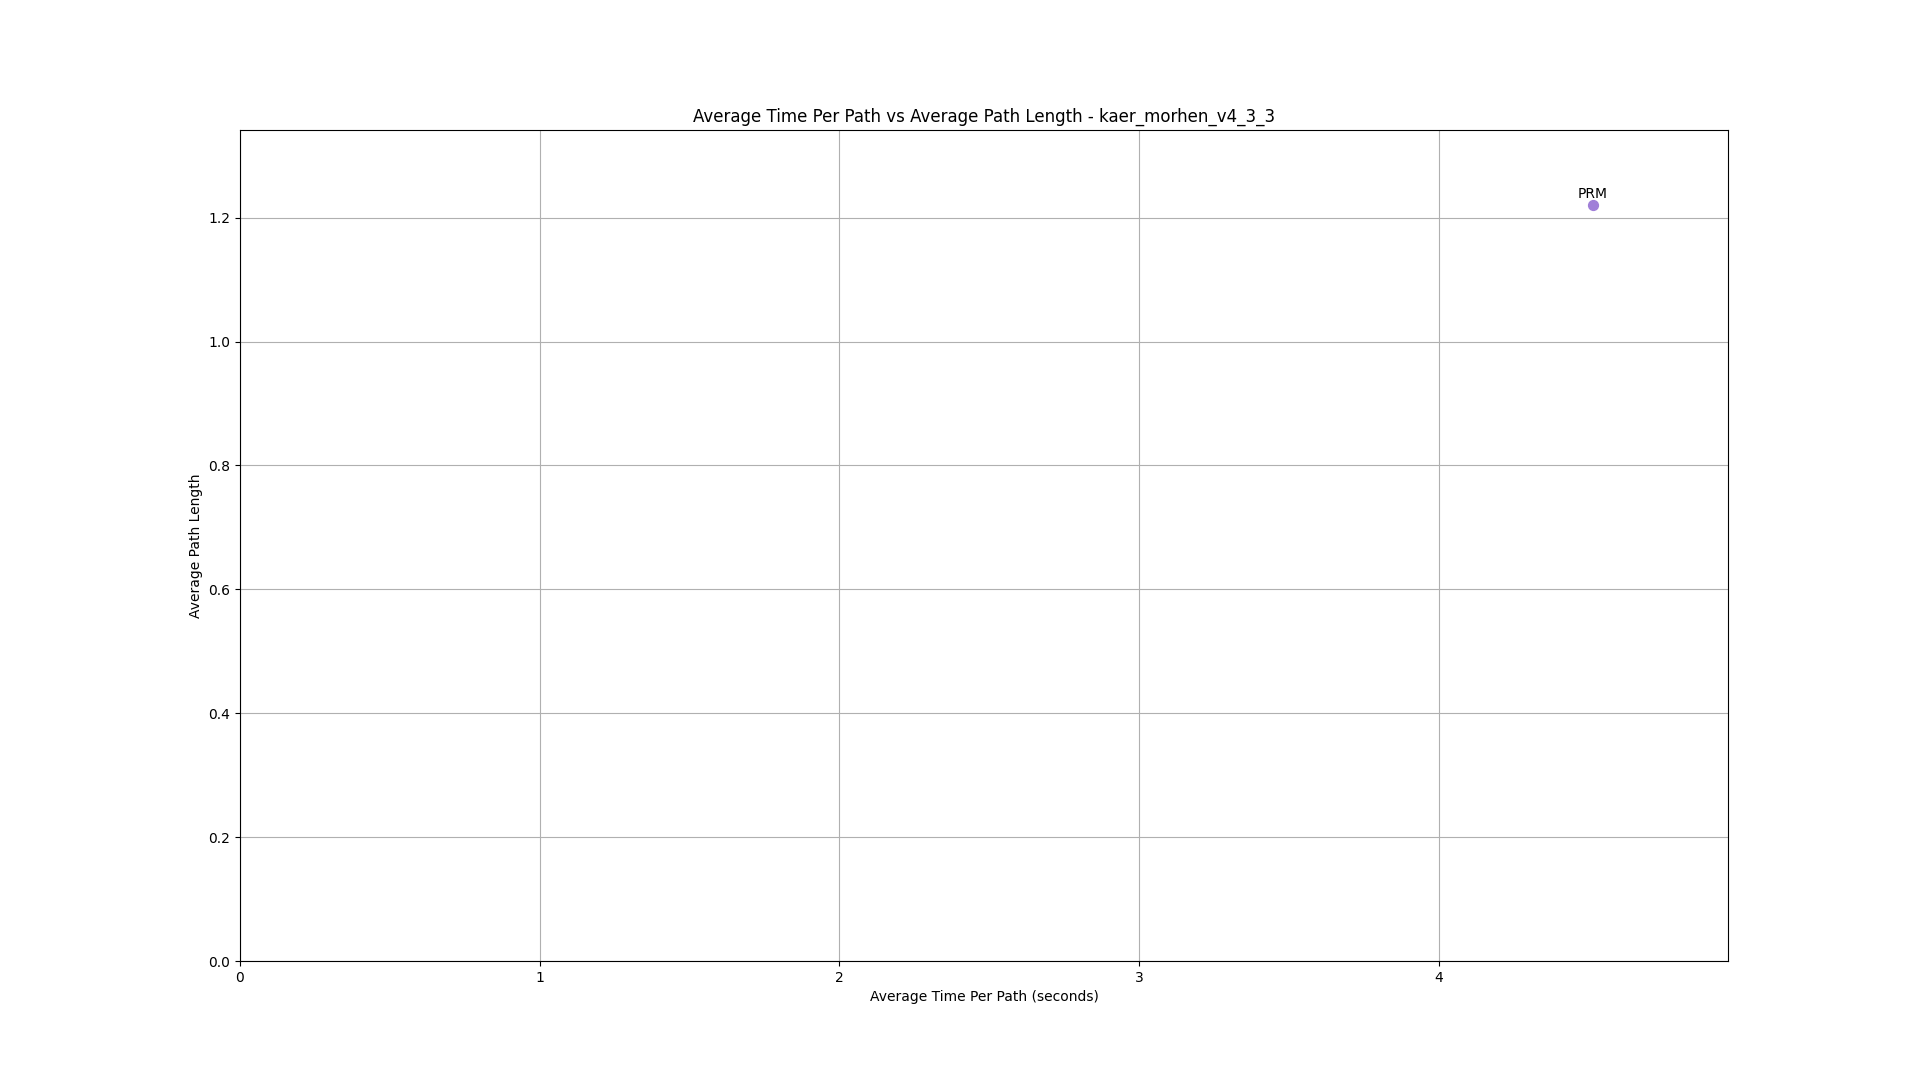 Average Time Per Path vs Average Path Length - kaer_morhen_v4_3_3
PRM
1.2
1.0
0.8
0.6
0.4
0.2
0.0
Average Path Length
0 1 2 3 4
Average Time Per Path (seconds)